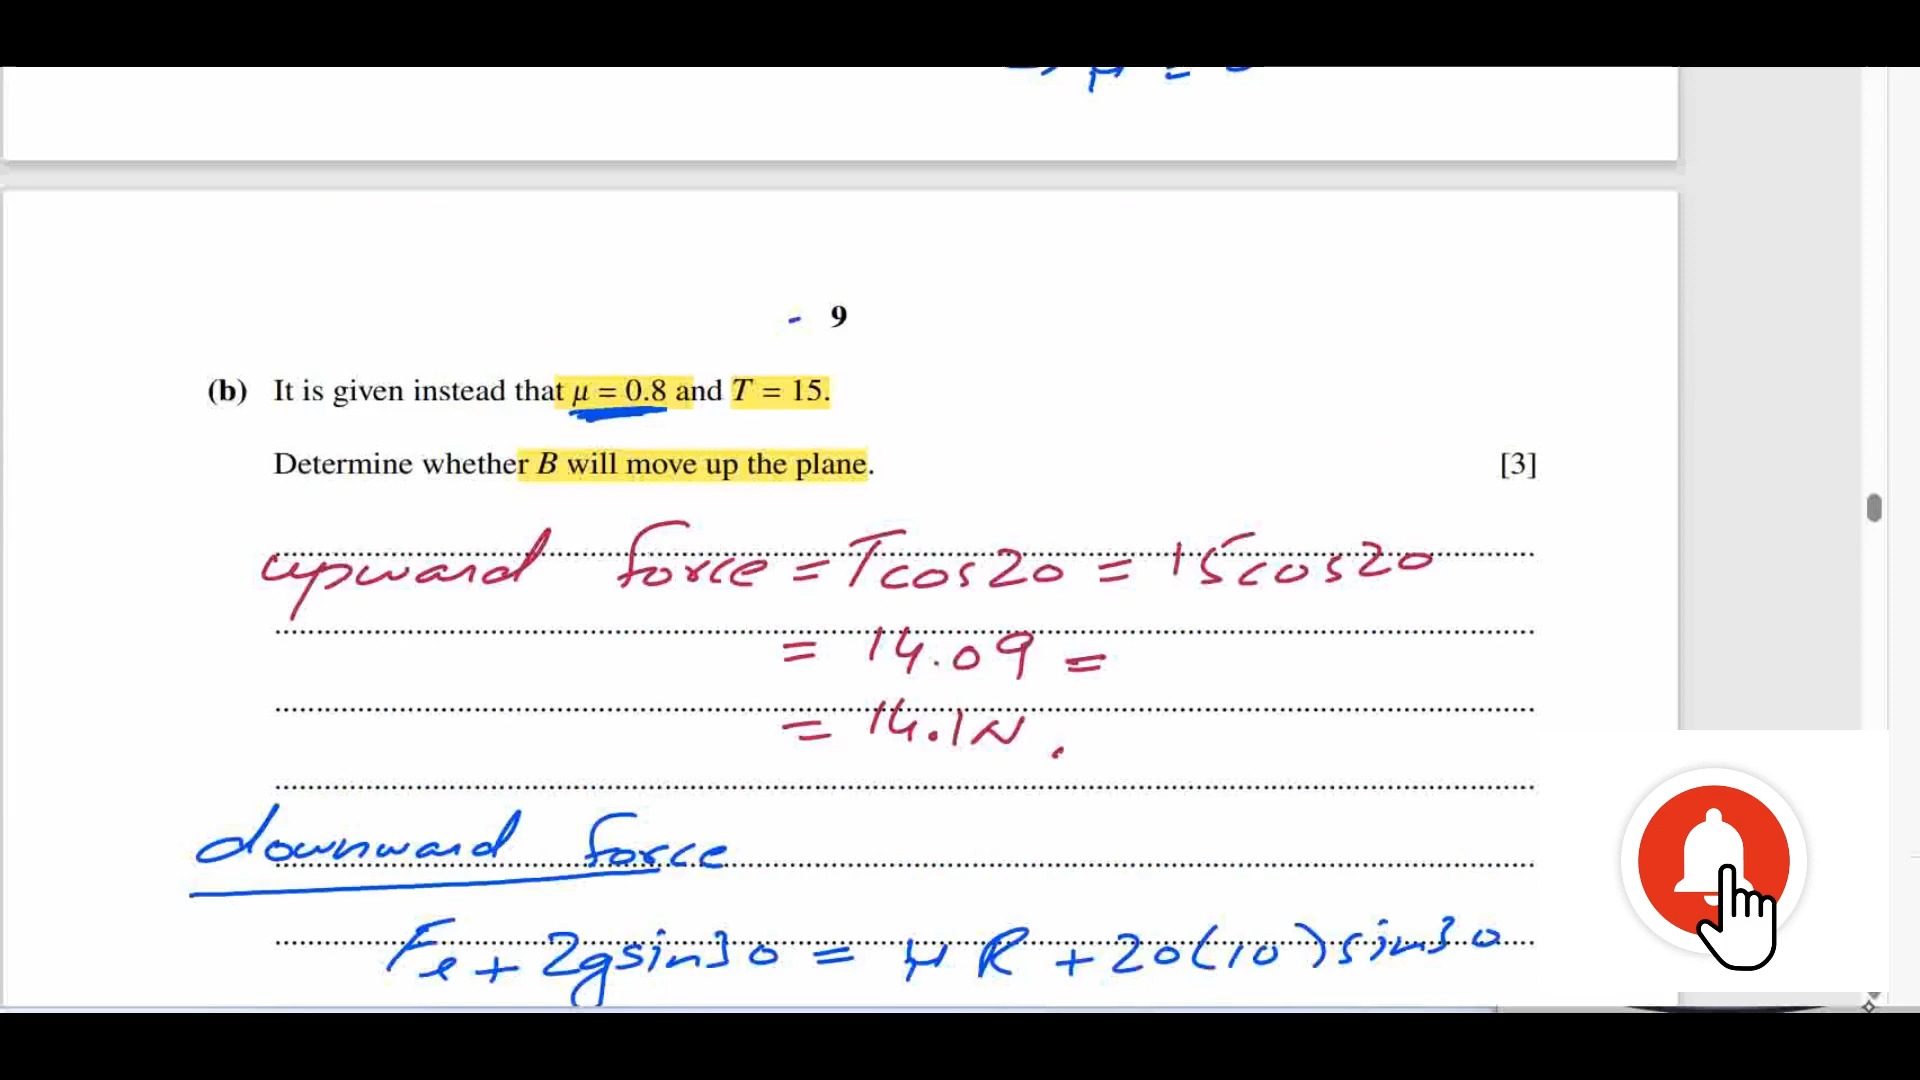 9
(b) It is given instead that μ = 0.8 and T = 15.
Determine whether B will move up the plane. [3]
upward force = Tcos20 = 15cos20
= 14.09 =
= 14.1N.
downward force
+ 2gsin30 = μR + 20(10)sin30